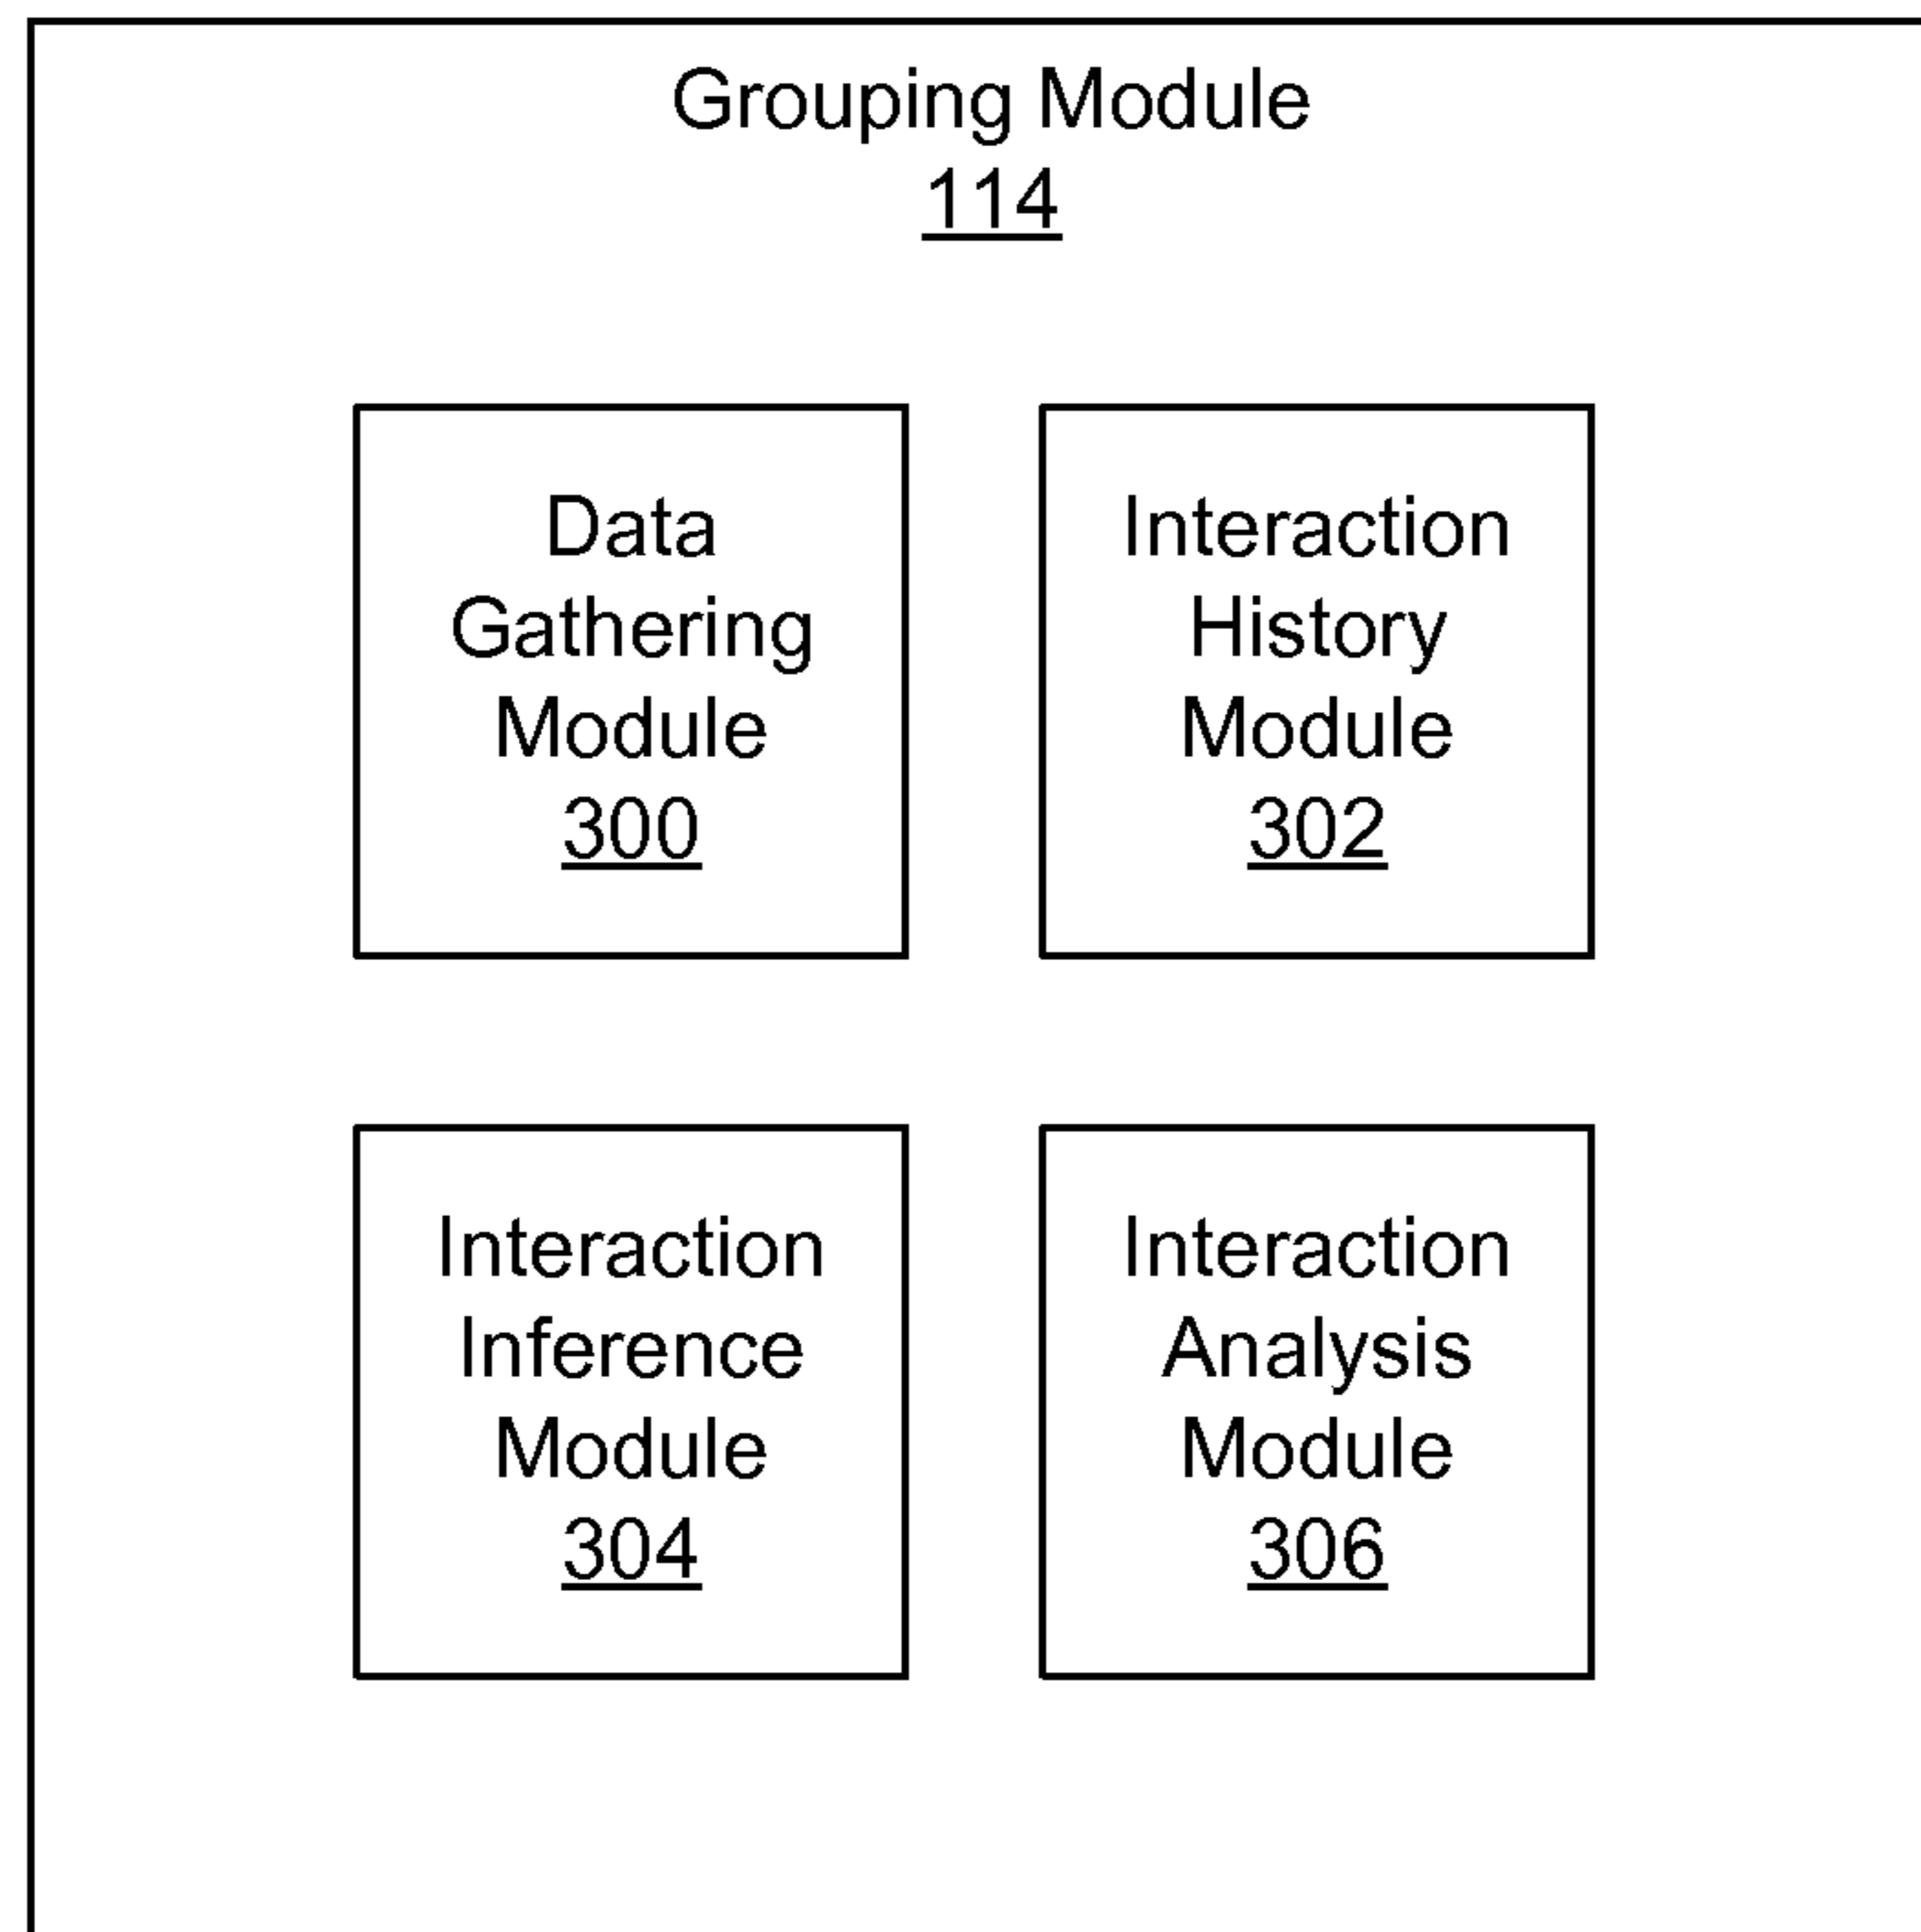 Grouping Module
114
Data
Gathering
Module
300
Interaction
History
Module
302
Interaction
Inference
Module
304
Interaction
Analysis
Module
306